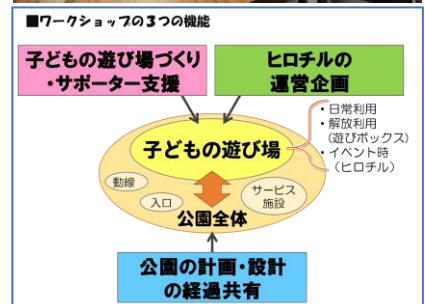 ■ワークショップの３つの機能
子どもの遊び場づくり
・サポーター支援
ヒロチルの
運営企画
・日常利用
・解放利用
(遊びボックス)
・イベント時
（ヒロチル）
子どもの遊び場
動線
入口
サービス
施設
公園全体
公園の計画・設計
の経過共有